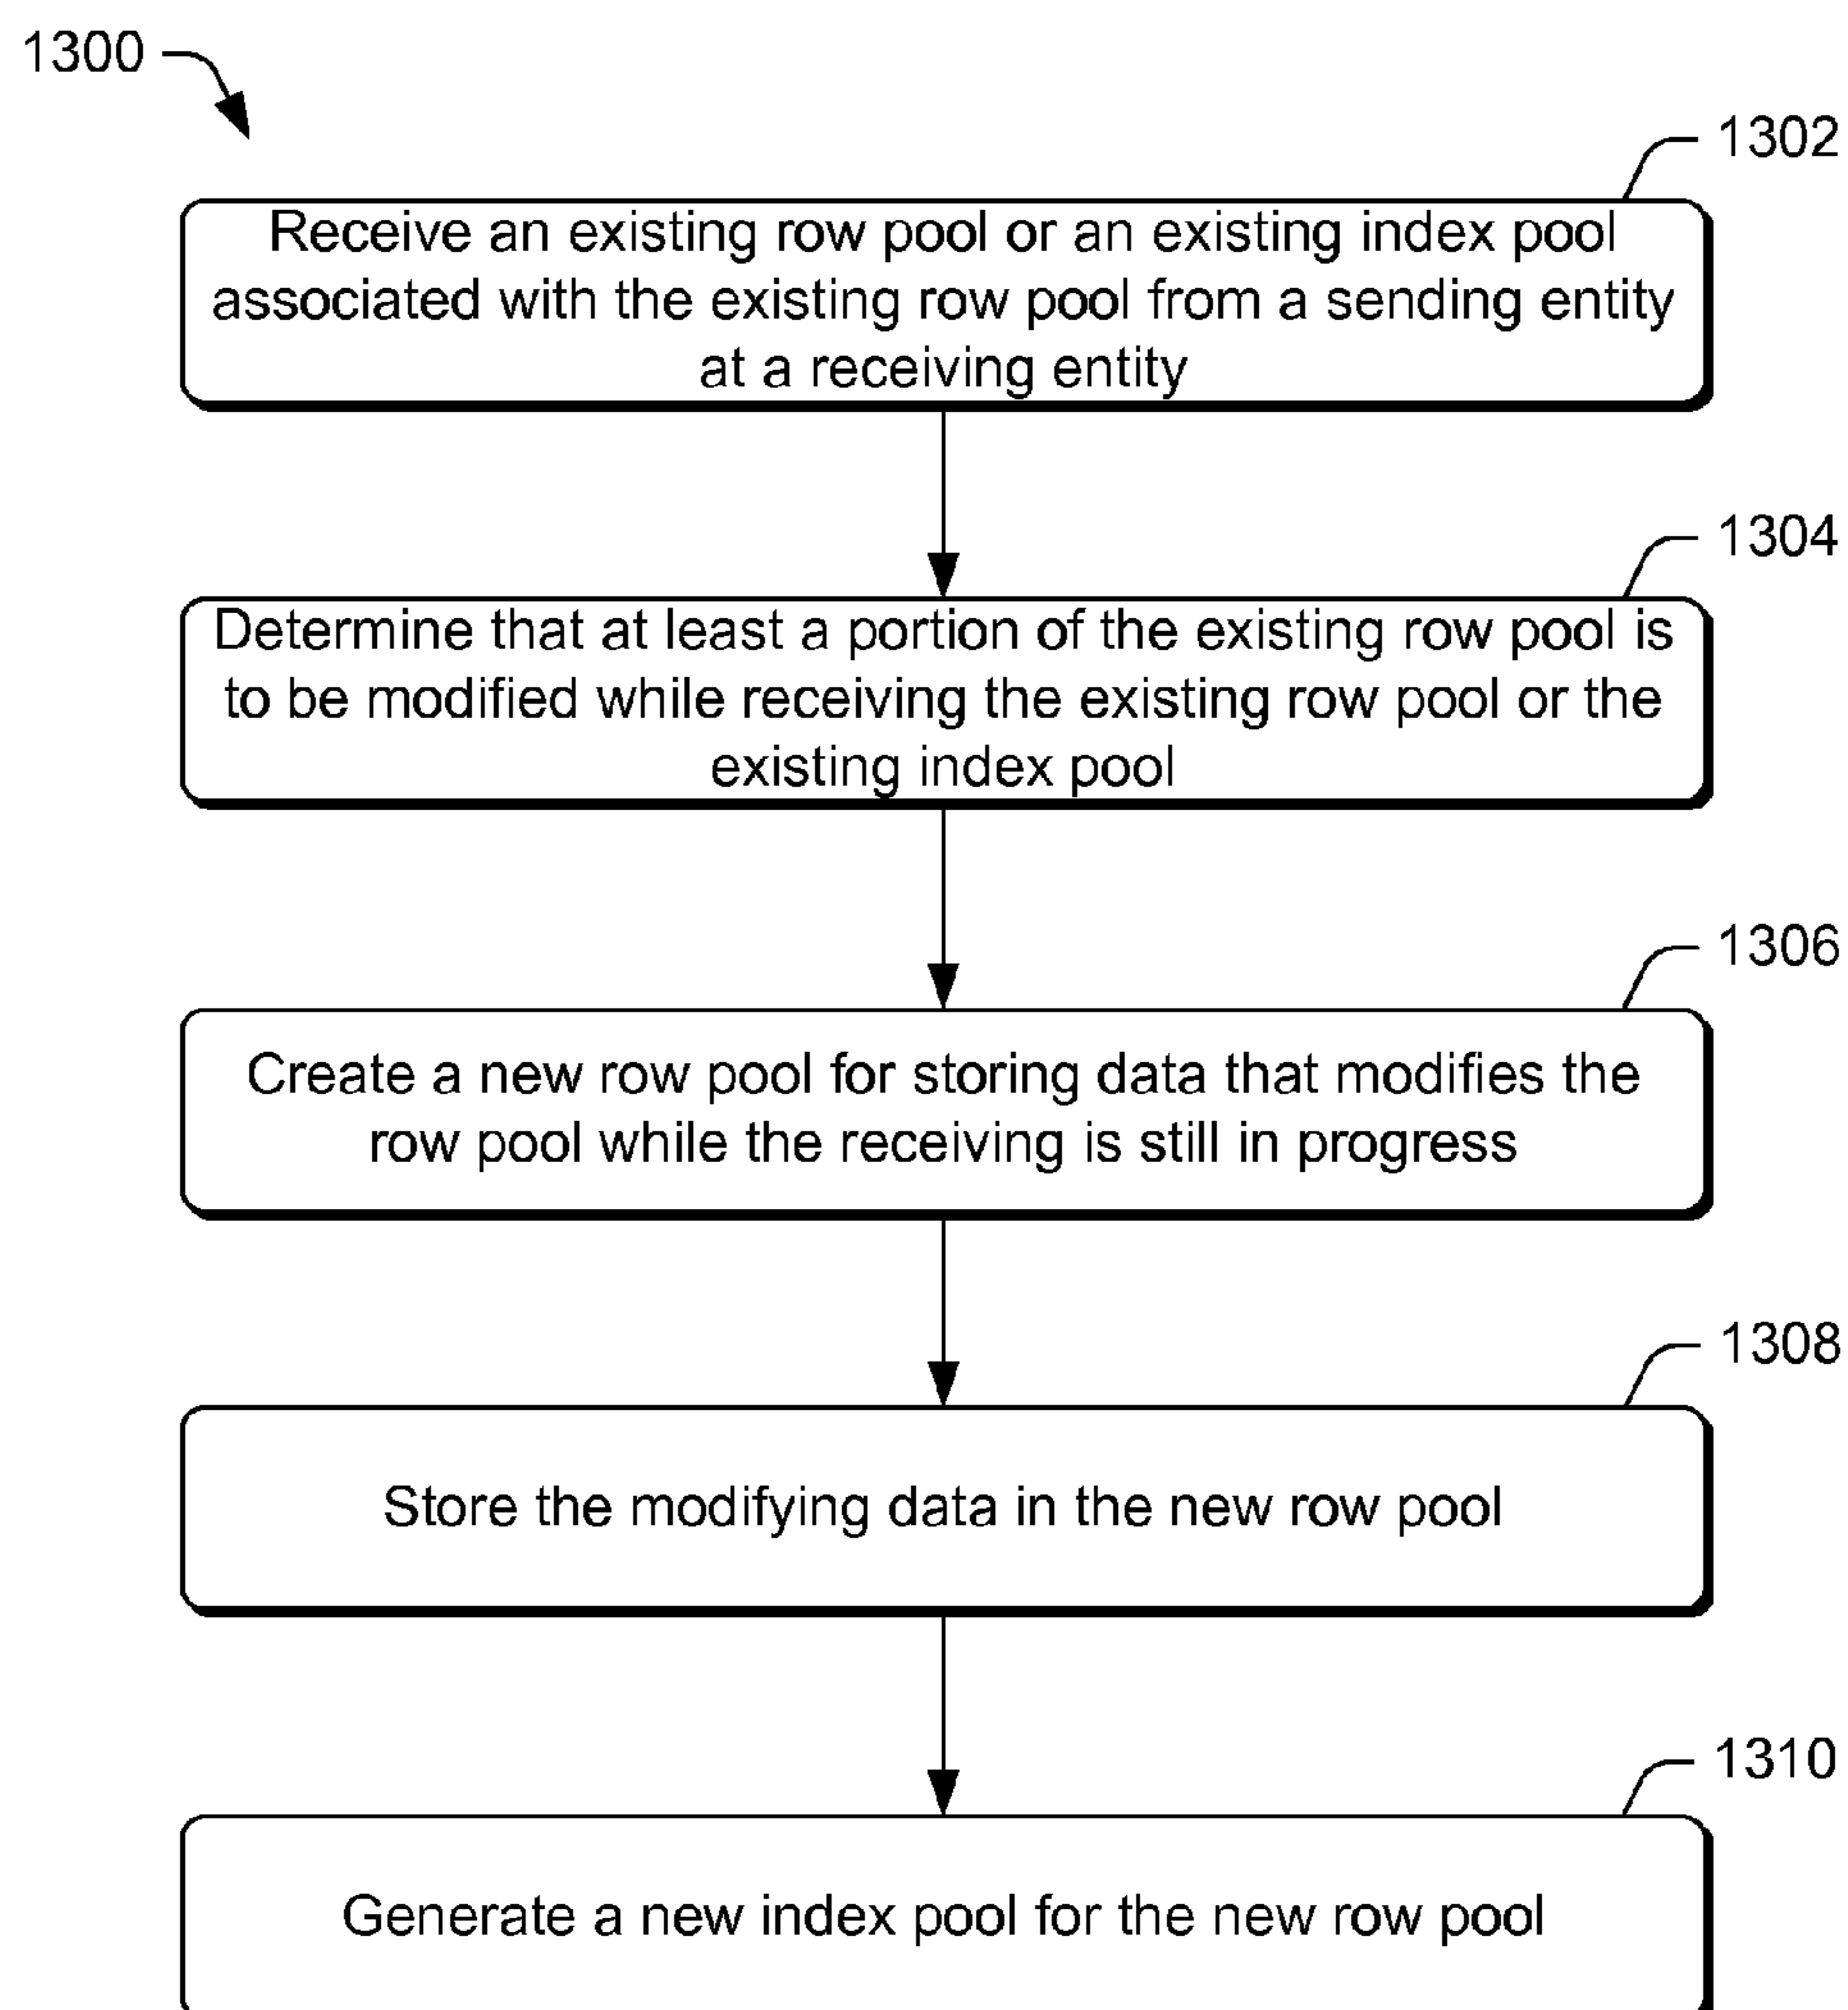 1300
1302
Receive an existing row pool or an existing index pool
associated with the existing row pool from a sending entity
at a receiving entity
1304
Determine that at least a portion of the existing row pool is
to be modified while receiving the existing row pool or the
existing index pool
1306
Create a new row pool for storing data that modifies the
row pool while the receiving is still in progress
1308
Store the modifying data in the new row pool
1310
Generate a new index pool for the new row pool